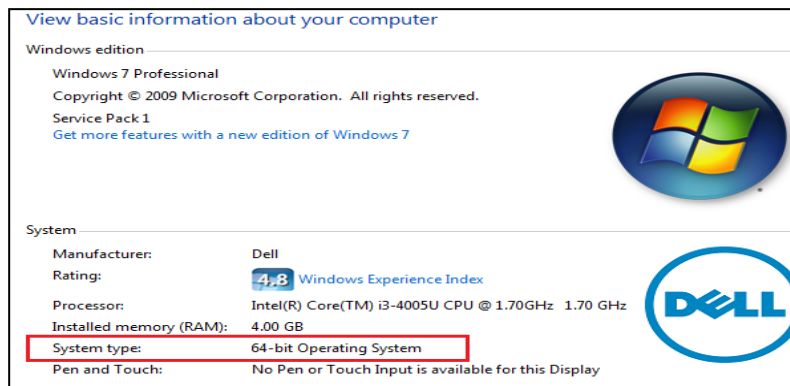 View basic information about your computer
Windows edition
Windows 7 Professional
Copyright © 2009 Microsoft Corporation.  All rights reserved.
Service Pack 1
Get more features with a new edition of Windows 7
System
Manufacturer: Dell
Rating: 4.8 Windows Experience Index
Processor: Intel(R) Core(TM) i3-4005U CPU @ 1.70GHz  1.70 GHz
Installed memory (RAM): 4.00 GB
System type: 64-bit Operating System
Pen and Touch: No Pen or Touch Input is available for this Display
DELL